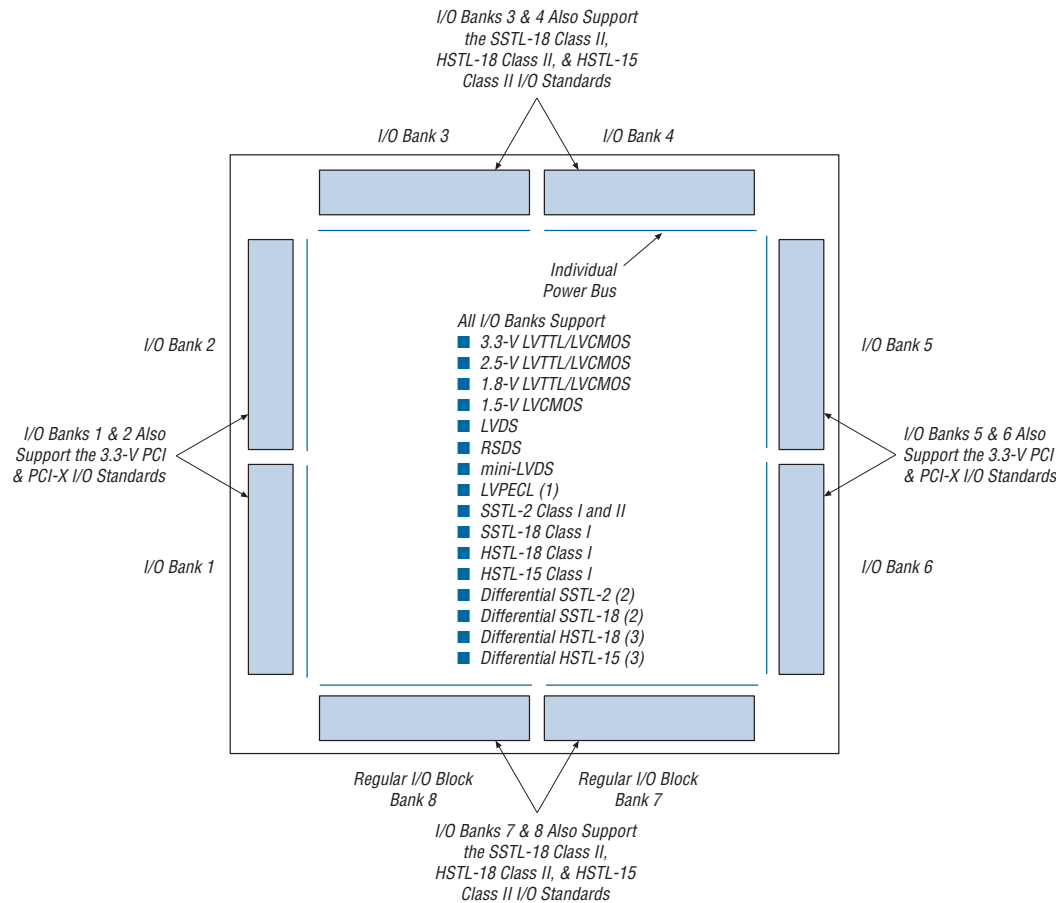 I/O Banks 3 & 4 Also Support
the SSTL-18 Class II,
HSTL-18 Class II, & HSTL-15
Class II I/O Standards
I/O Bank 3
I/O Bank 4
Individual
Power Bus
All I/O Banks Support
3.3-V LVTTL/LVCMOS
2.5-V LVTTL/LVCMOS
1.8-V LVTTL/LVCMOS
1.5-V LVCMOS
LVDS
RSDS
mini-LVDS
LVPECL (1)
SSTL-2 Class I and II
SSTL-18 Class I
HSTL-18 Class I
HSTL-15 Class I
Differential SSTL-2 (2)
Differential SSTL-18 (2)
Differential HSTL-18 (3)
Differential HSTL-15 (3)
I/O Bank 2
I/O Banks 1 & 2 Also
Support the 3.3-V PCI
& PCI-X I/O Standards
I/O Bank 1
I/O Bank 5
I/O Banks 5 & 6 Also
Support the 3.3-V PCI
& PCI-X I/O Standards
I/O Bank 6
Regular I/O Block
Bank 8
Regular I/O Block
Bank 7
I/O Banks 7 & 8 Also Support
the SSTL-18 Class II,
HSTL-18 Class II, & HSTL-15
Class II I/O Standards